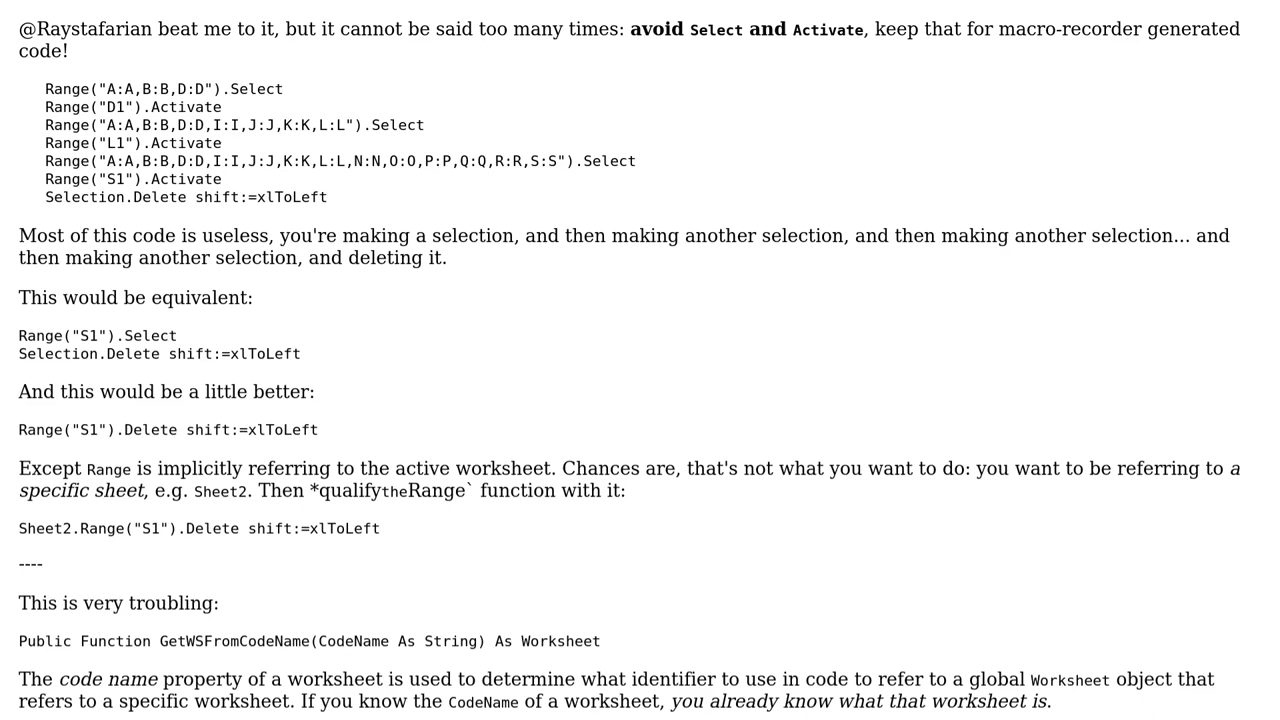 @Raystafarian beat me to it, but it cannot be said too many times: avoid Select and Activate, keep that for macro-recorder generated
code!
Range("A:A,B:B,D:D").Select
Range("D1").Activate
Range("A:A,B:B,D:D,I:I,J:J,K:K,L:L").Select
Range("L1").Activate
Range("A:A,B:B,D:D,I:I,J:J,K:K,L:L,N:N,O:O,P:P,Q:Q,R:R,S:S").Select
Range("S1").Activate
Selection.Delete shift:=xlToLeft
Most of this code is useless, you're making a selection, and then making another selection, and then making another selection... and
then making another selection, and deleting it.
This would be equivalent:
Range("S1").Select
Selection.Delete shift:=xlToLeft
And this would be a little better:
Range("S1").Delete shift:=xlToLeft
Except Range is implicitly referring to the active worksheet. Chances are, that's not what you want to do: you want to be referring to a
specific sheet, e.g. Sheet2. Then *qualifytheRange` function with it:
Sheet2.Range("S1").Delete shift:=xlToLeft
----
This is very troubling:
Public Function GetWSFromCodeName(CodeName As String) As Worksheet
The code name property of a worksheet is used to determine what identifier to use in code to refer to a global Worksheet object that
refers to a specific worksheet. If you know the CodeName of a worksheet, you already know what that worksheet is.